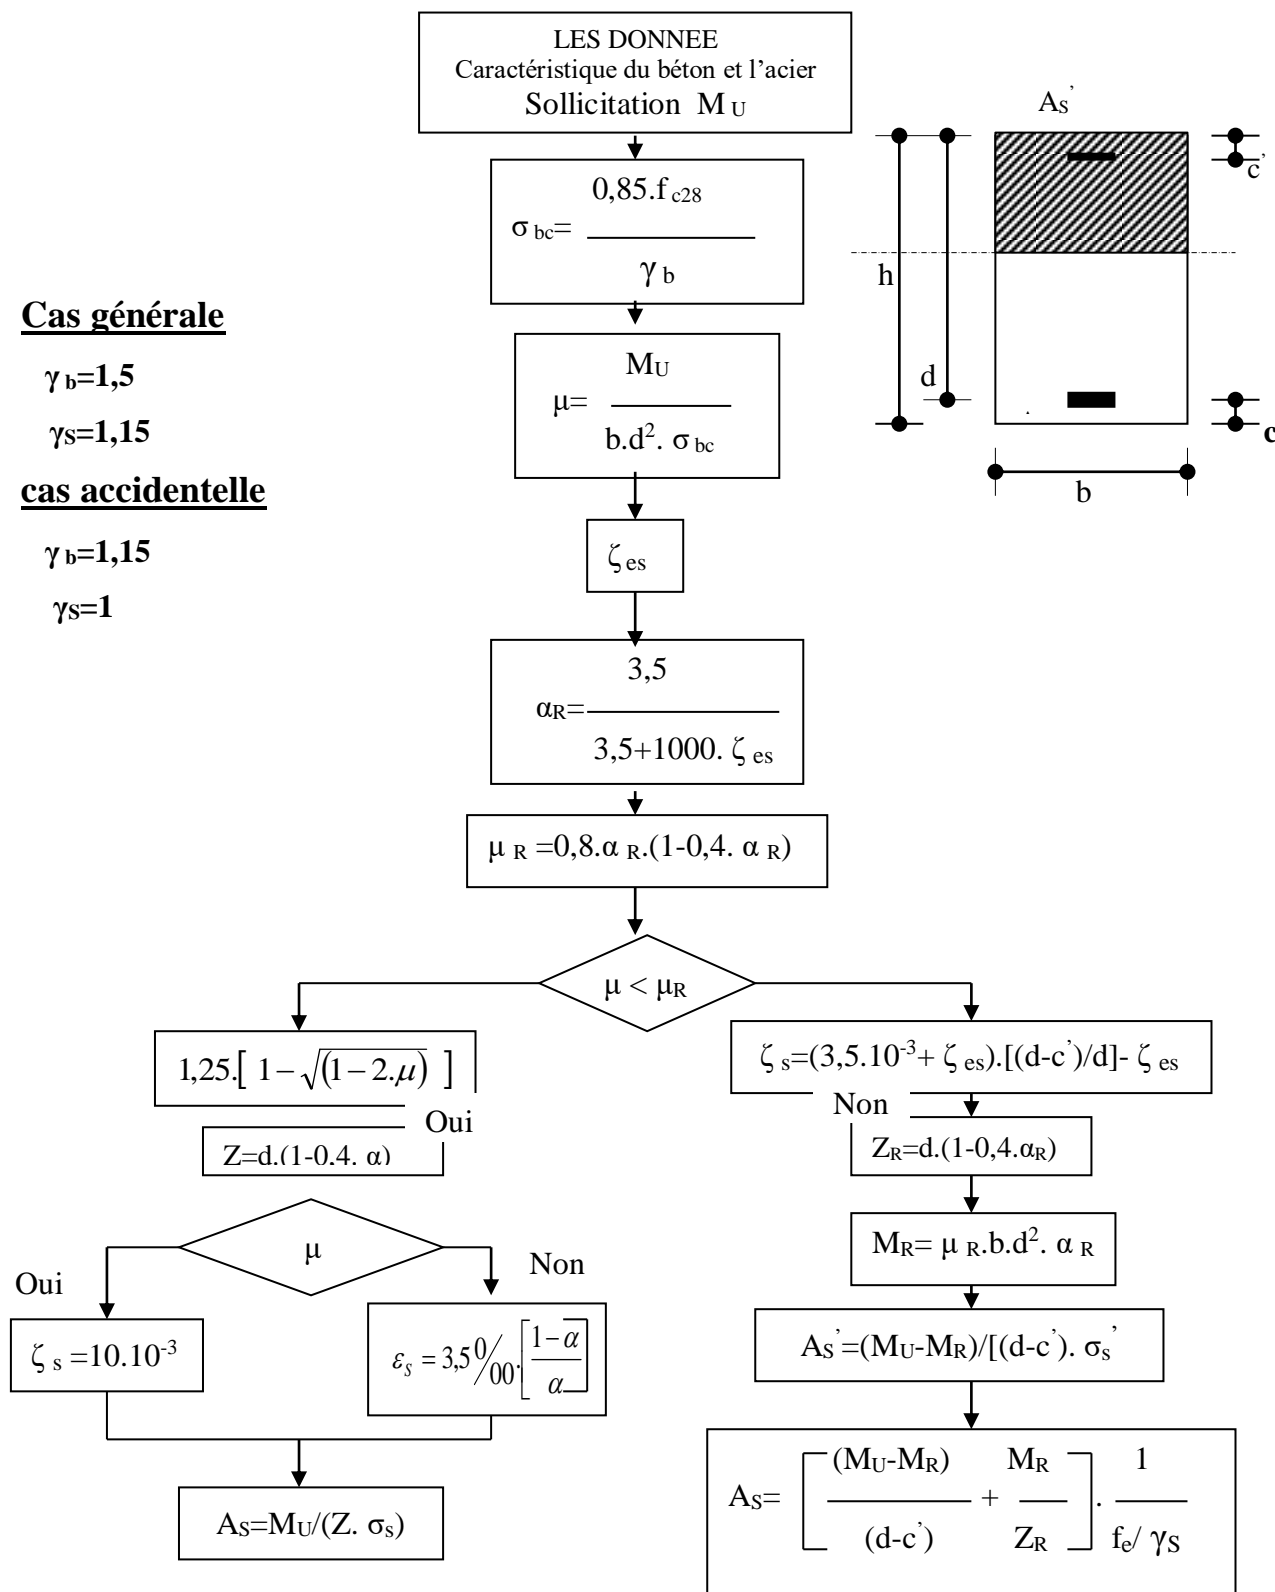 LES DONNEE
Caractéristique du béton et l'acier
Sollicitation M U
0,85.f c28
σ bc=
γ b
Cas générale
γ b=1,5
γS=1,15
cas accidentelle
γ b=1,15
γS=1
AS'
c'
h
d
c
b
MU
μ=
b.d². σ bc
ζ es
3,5
αR=
3,5+1000. ζ es
μ R =0,8.α R.(1-0,4. α R)
μ < μR
1,25.[ 1-√(1-2.μ) ]
Oui
Z=d.(1-0,4. α)
μ
Oui
Non
ζ s =10.10-3
εS = 3,5 0/00.[(1-α)/α]
AS=MU/(Z. σs)
ζ s=(3,5.10-3+ ζ es).[(d-c')/d]- ζ es
Non
ZR=d.(1-0,4.αR)
MR= μ R.b.d². α R
AS'=(MU-MR)/[(d-c'). σs'
(MU-MR) MR 1
AS= [ + ] .
(d-c') ZR fe/ γS